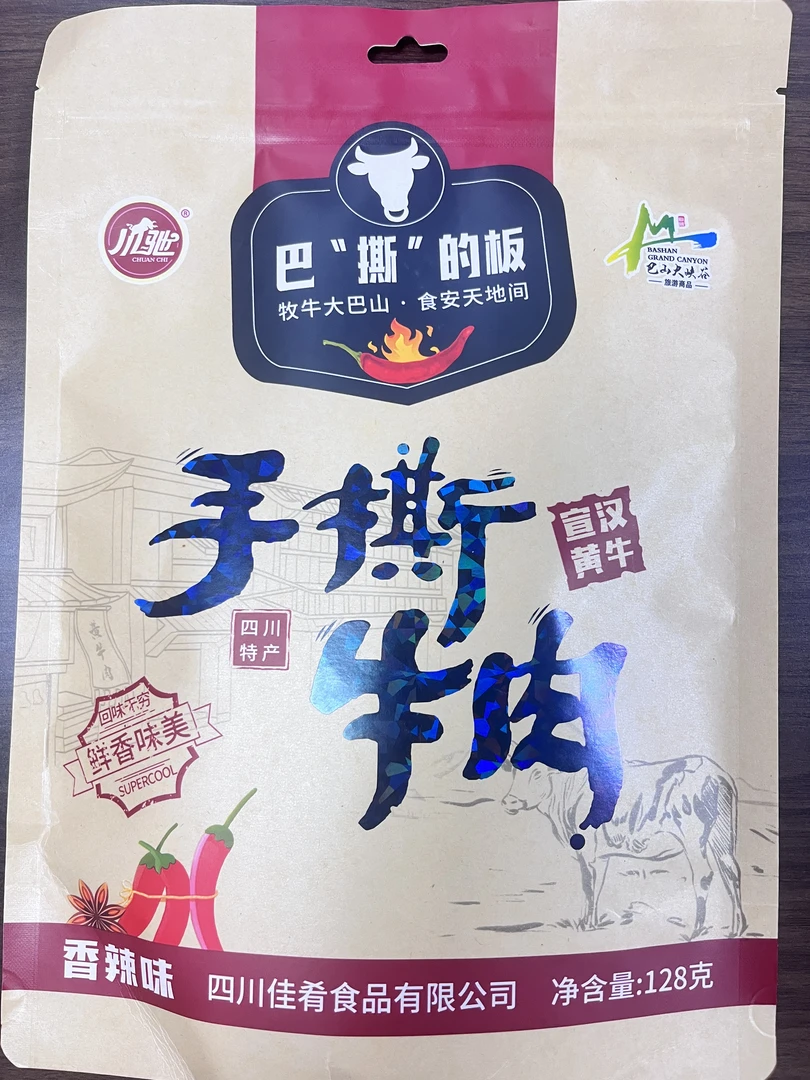 川驰
®
CHUAN CHI
巴“撕”的板
牧牛大巴山·食安天地间
BASHAN
GRAND CANYON
巴山大峡谷
旅游商品
手撕
牛肉
宣汉
黄牛
四川
特产
黄牛肉
回味不穷
鲜香味美
SUPERCOOL
香辣味
四川佳肴食品有限公司
净含量:128克